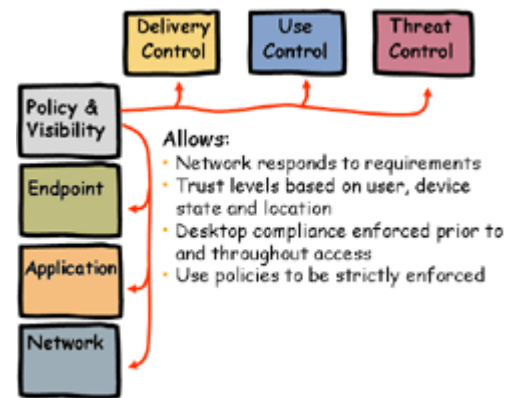 Delivery
Control
Use
Control
Threat
Control
Policy &
Visibility
Endpoint
Application
Network
Allows:
• Network responds to requirements
• Trust levels based on user, device
state and location
• Desktop compliance enforced prior to
and throughout access
• Use policies to be strictly enforced